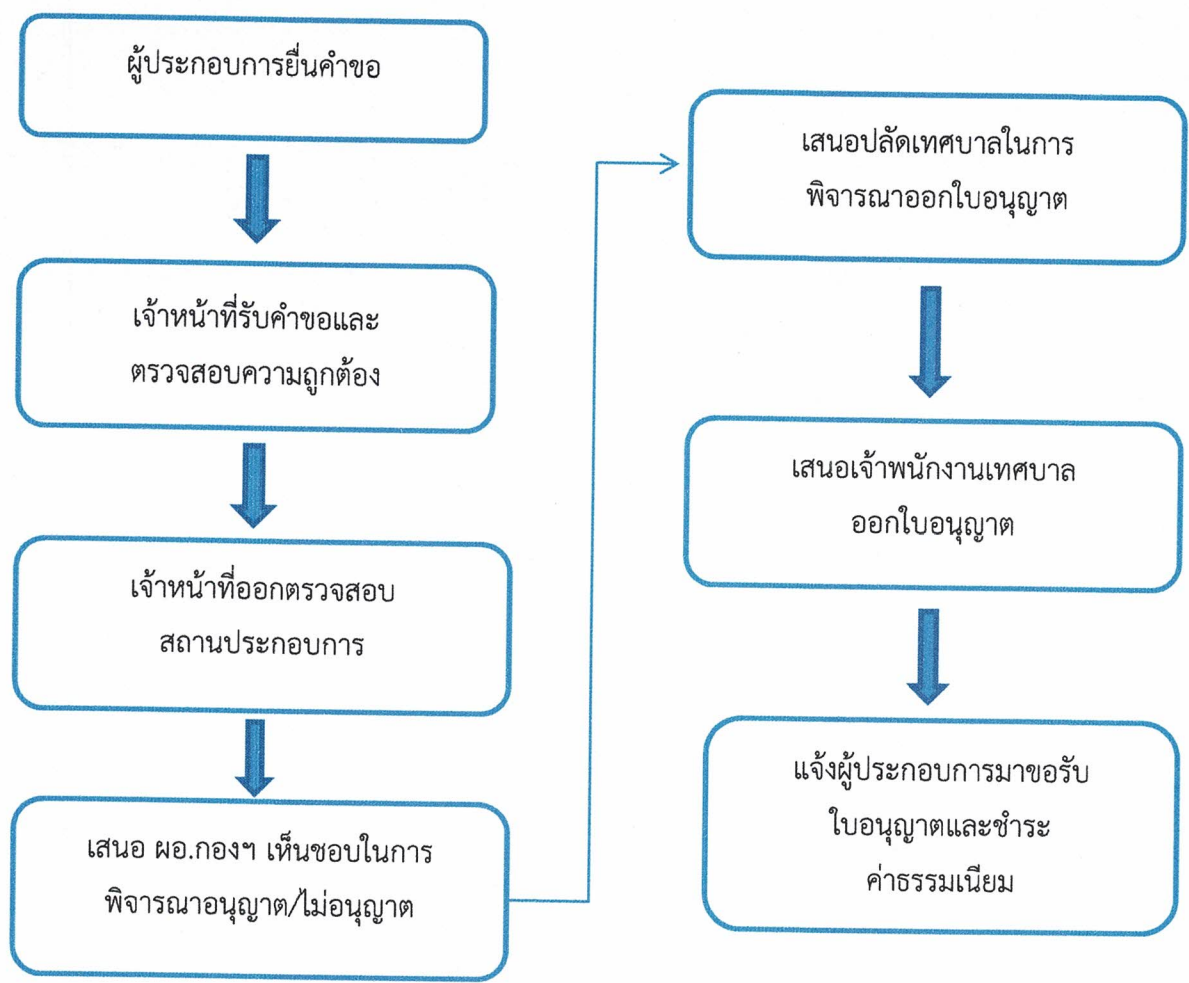 ผู้ประกอบการยื่นคำขอ
เจ้าหน้าที่รับคำขอและ
ตรวจสอบความถูกต้อง
เจ้าหน้าที่ออกตรวจสอบ
สถานประกอบการ
เสนอ ผอ.กองฯ เห็นชอบในการ
พิจารณาอนุญาต/ไม่อนุญาต
เสนอปลัดเทศบาลในการ
พิจารณาออกใบอนุญาต
เสนอเจ้าพนักงานเทศบาล
ออกใบอนุญาต
แจ้งผู้ประกอบการมาขอรับ
ใบอนุญาตและชำระ
ค่าธรรมเนียม